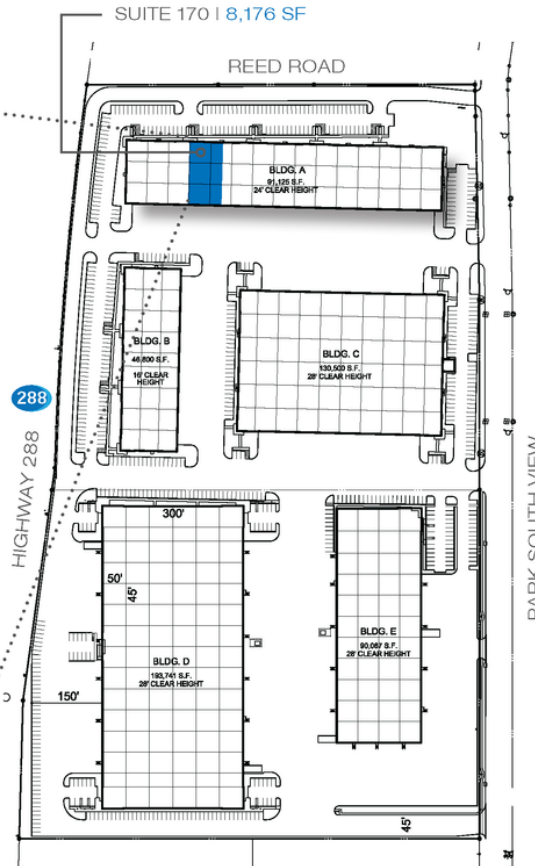 SUITE 170 | 8,176 SF
REED ROAD
BLDG. A
91,125 S.F.
24' CLEAR HEIGHT
BLDG. B
46,800 S.F.
16' CLEAR
HEIGHT
BLDG. C
130,500 S.F.
28' CLEAR HEIGHT
288
HIGHWAY 288
PARK SOUTH VIEW
300'
50'
45'
BLDG. D
193,741 S.F.
28' CLEAR HEIGHT
BLDG. E
90,067 S.F.
28' CLEAR HEIGHT
150'
45'